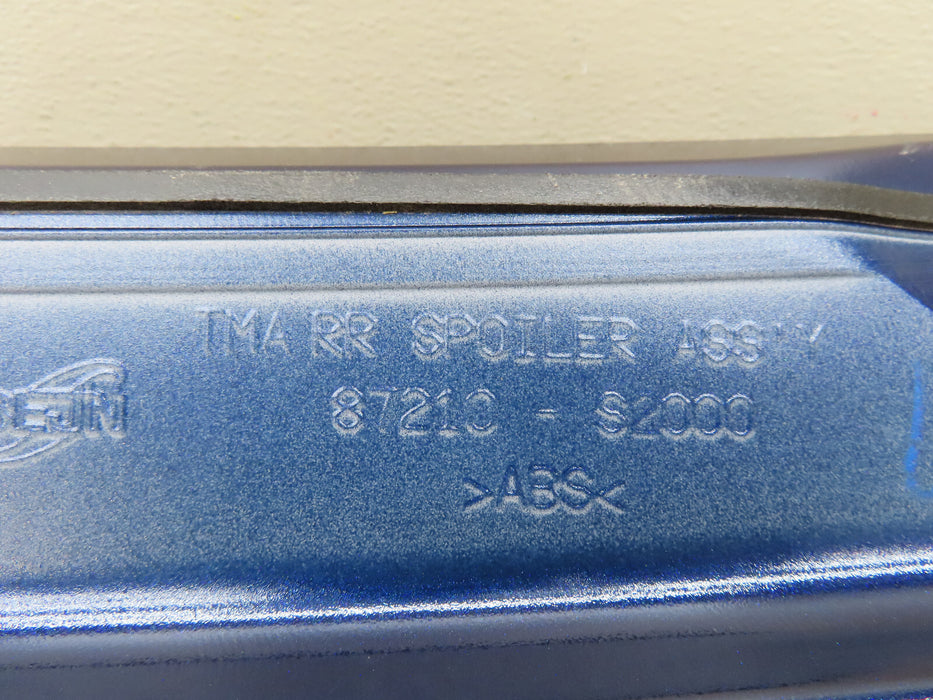 TMA RR SPOILER ASS'Y
87210 - S2000
>ABS<